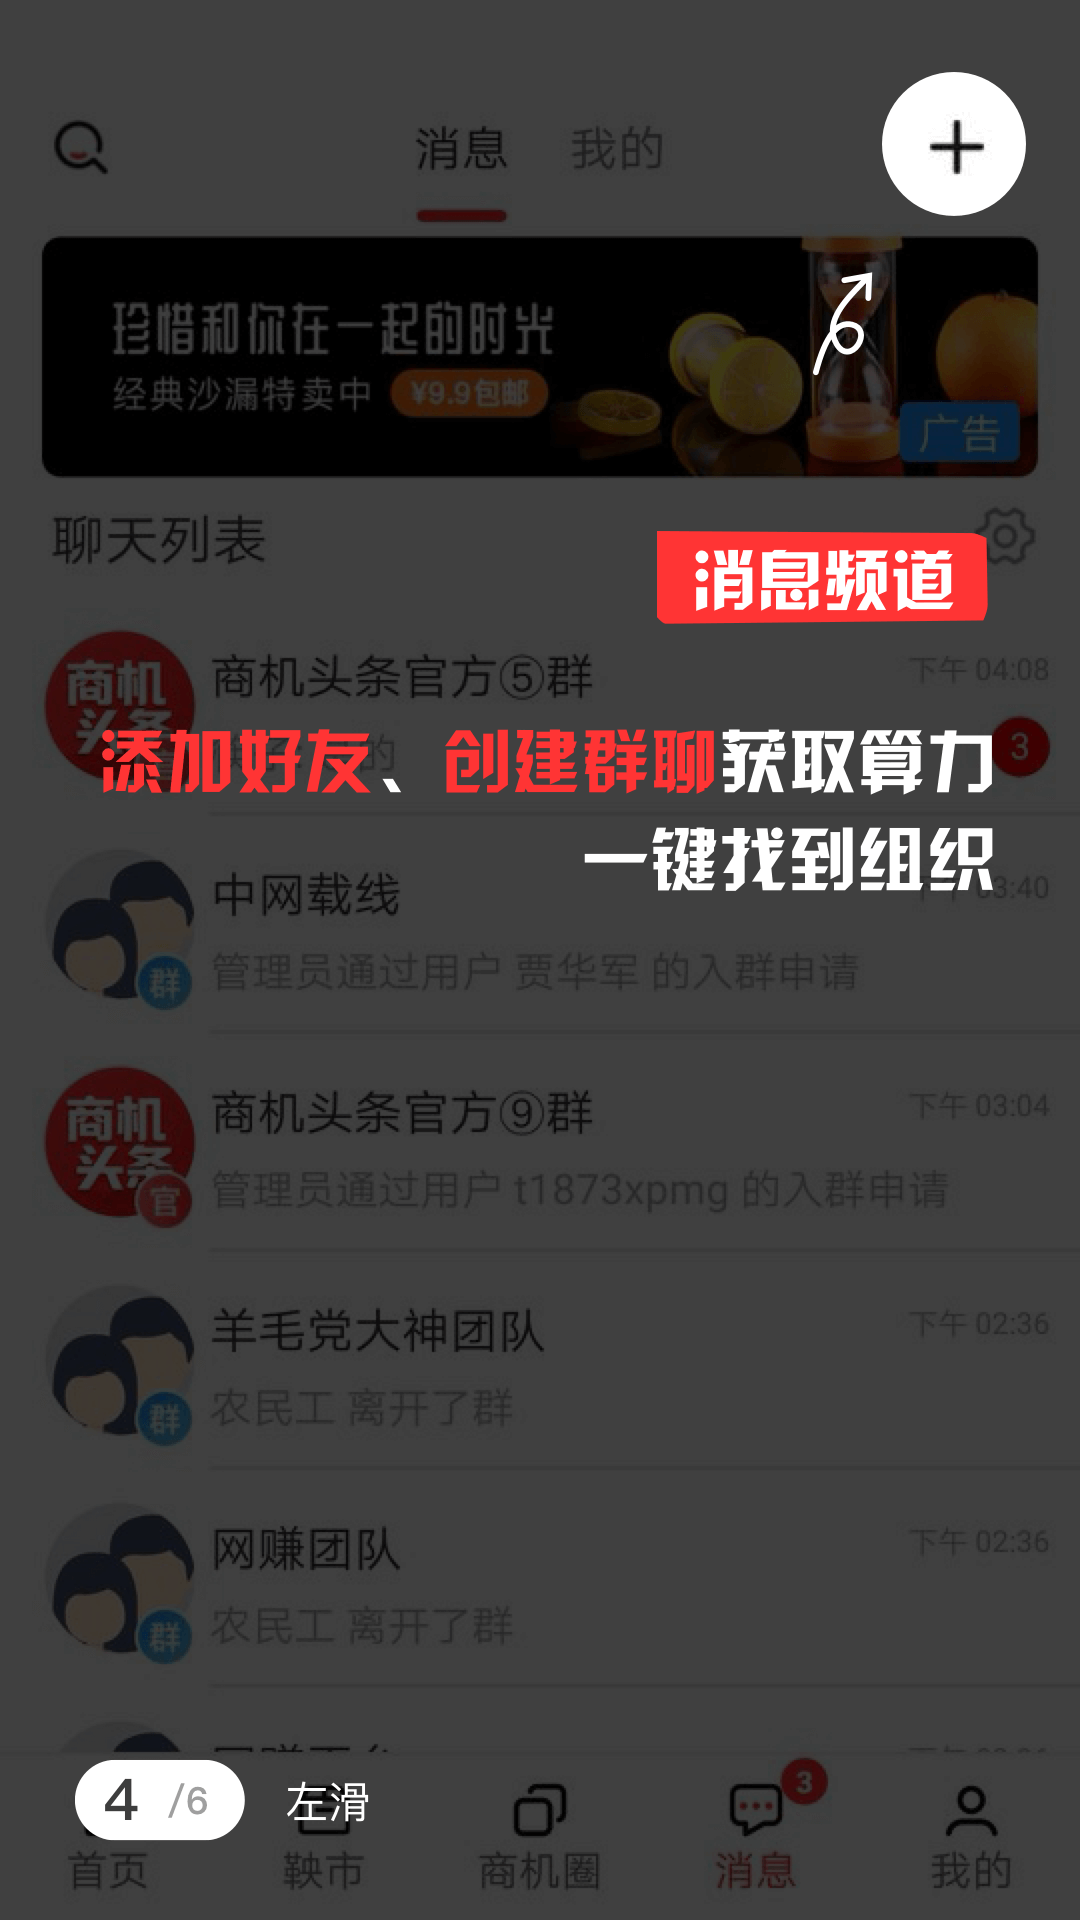 消息 我的
珍惜和你在一起的时光
经典沙漏特卖中 ¥9.9包邮
广告
聊天列表
消息频道
商机头条
商机头条官方⑤群
下午 04:08
的
3
添加好友、创建群聊获取算力
一键找到组织
中网载线
03:40
群
管理员通过用户 贾华军 的入群申请
商机头条
官
商机头条官方⑨群
下午 03:04
管理员通过用户 t1873xpmg 的入群申请
羊毛党大神团队
下午 02:36
群
农民工 离开了群
网赚团队
下午 02:36
群
农民工 离开了群
4 /6 左滑
3
首页 鞅市 商机圈 消息 我的